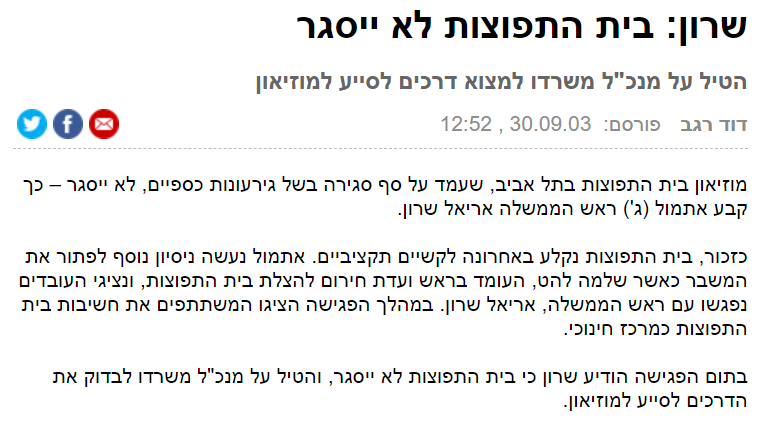 שרון: בית התפוצות לא ייסגר
הטיל על מנכ"ל משרדו למצוא דרכים לסייע למוזיאון
דוד רגב פורסם: 30.09.03 , 12:52
מוזיאון בית התפוצות בתל אביב, שעמד על סף סגירה בשל גירעונות כספיים, לא ייסגר – כך
קבע אתמול (ג') ראש הממשלה אריאל שרון.
כזכור, בית התפוצות נקלע באחרונה לקשיים תקציביים. אתמול נעשה ניסיון נוסף לפתור את
המשבר כאשר שלמה להט, העומד בראש ועדת חירום להצלת בית התפוצות, ונציגי העובדים
נפגשו עם ראש הממשלה, אריאל שרון. במהלך הפגישה הציגו המשתתפים את חשיבות בית
התפוצות כמרכז חינוכי.
בתום הפגישה הודיע שרון כי בית התפוצות לא ייסגר, והטיל על מנכ"ל משרדו לבדוק את
הדרכים לסייע למוזיאון.